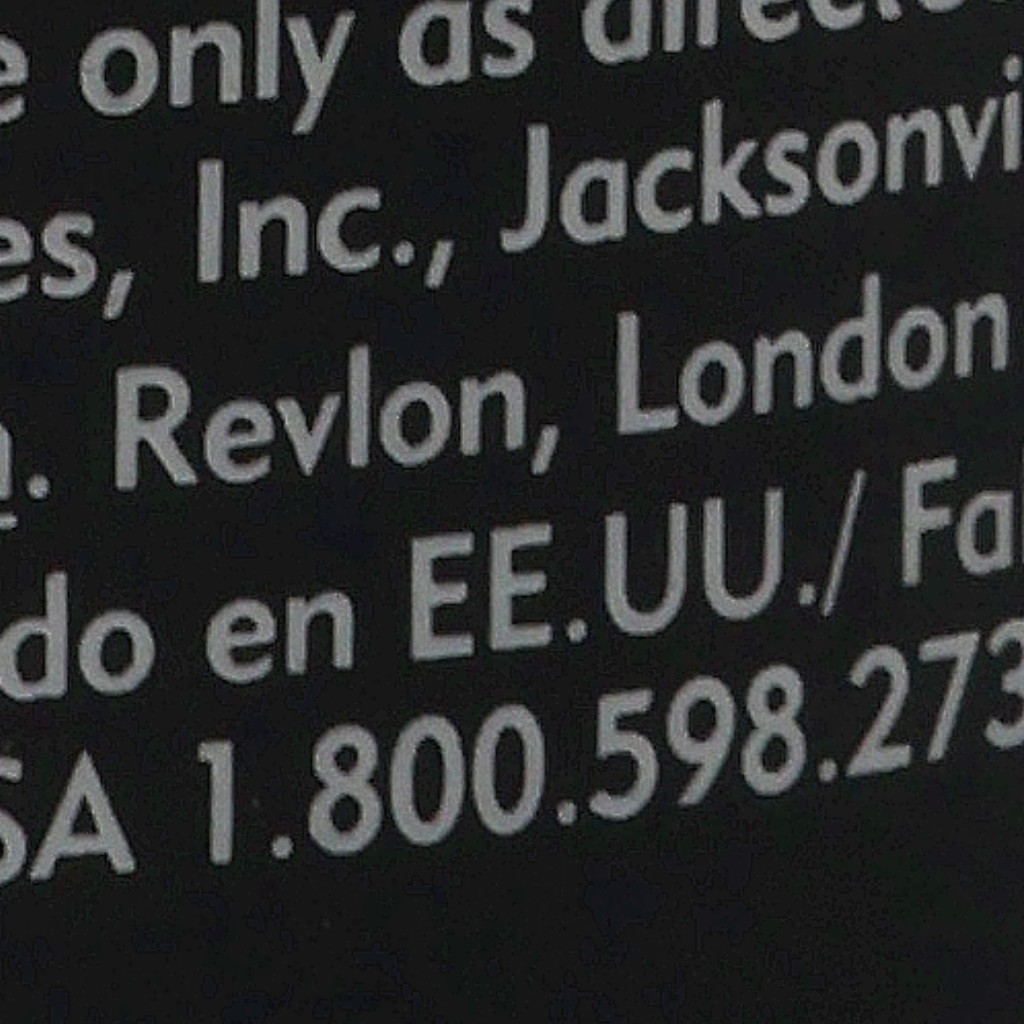 only as
es, Inc., Jacksonvi
. Revlon, London
do en EE.UU./ Fa
SA 1.800.598.273